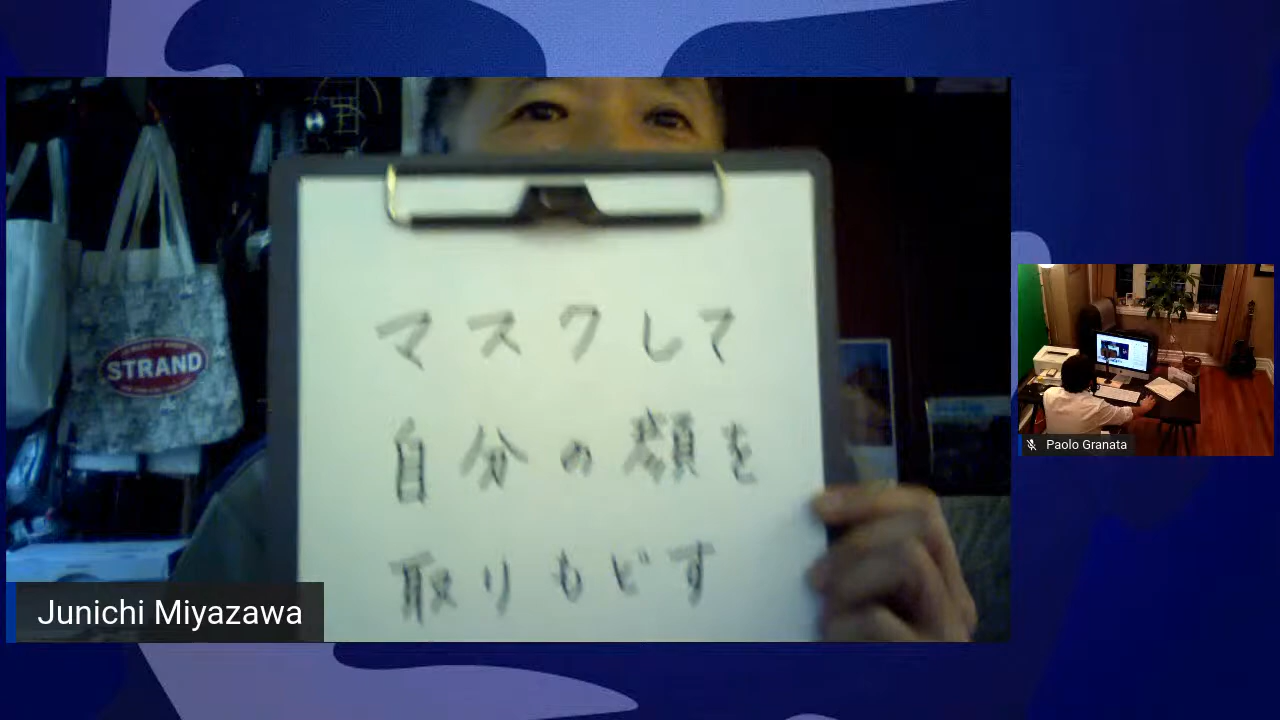 STRAND
マスクして
自分の顔を
取りもどす
Junichi Miyazawa
Paolo Granata